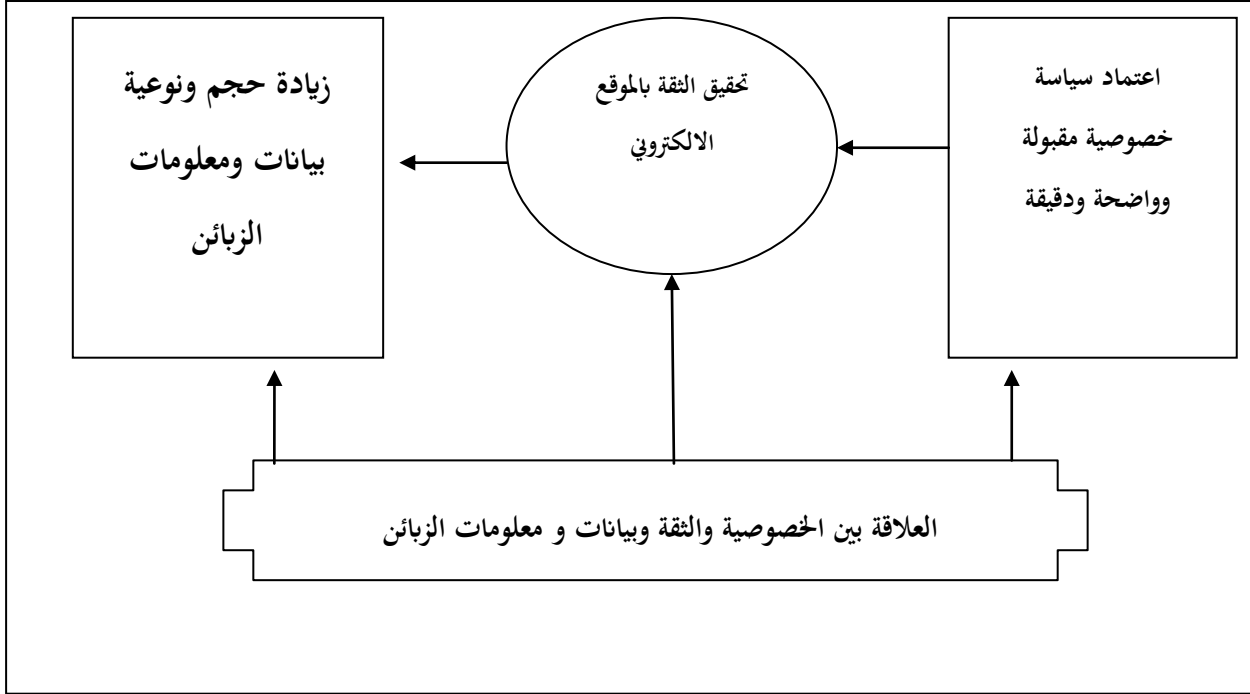 اعتماد سياسة
خصوصية مقبولة
وواضحة ودقيقة
تحقيق الثقة بالموقع
الالكتروني
زيادة حجم ونوعية
بيانات ومعلومات
الزبائن
العلاقة بين الخصوصية والثقة وبيانات و معلومات الزبائن